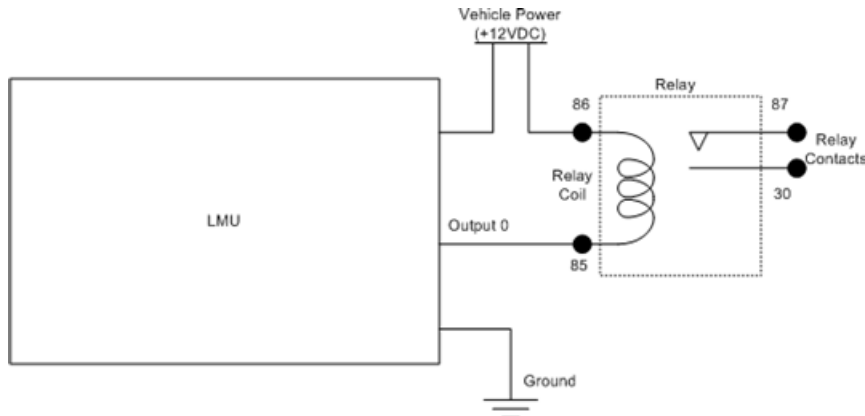 Vehicle Power
(+12VDC)
Relay
86
87
Relay
Contacts
Relay
Coil
30
LMU
Output 0
85
Ground